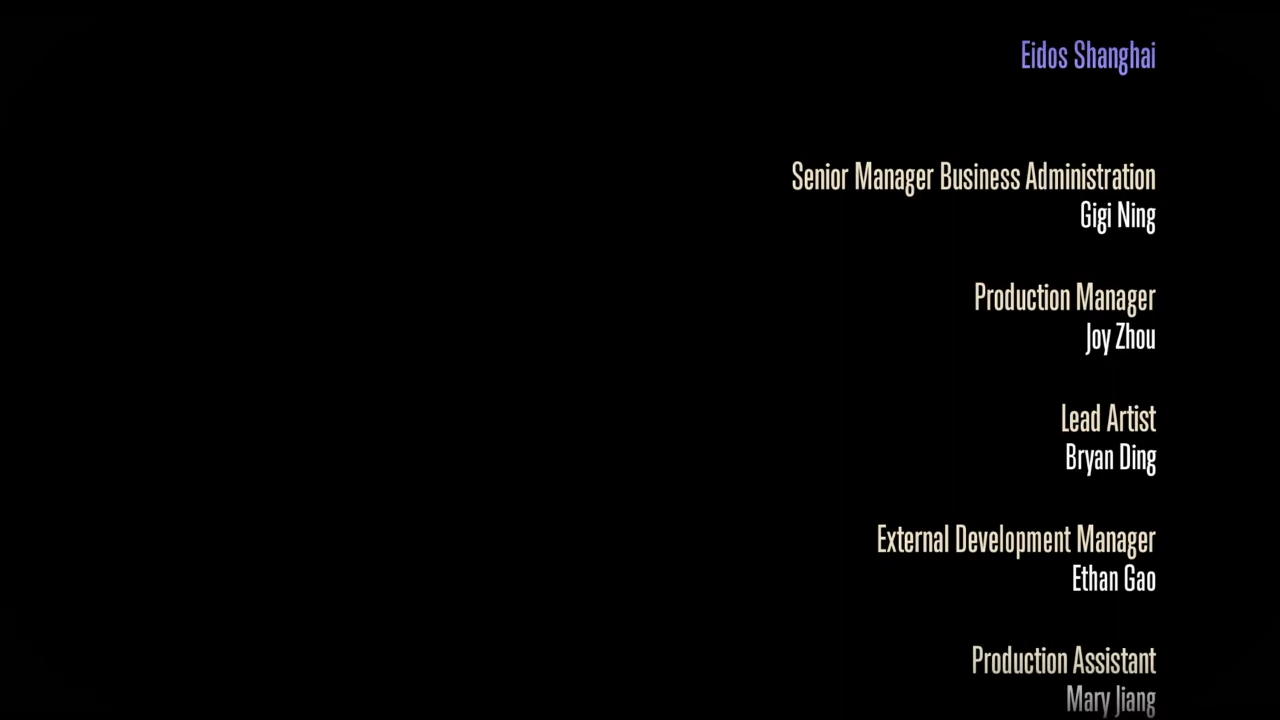 Eidos Shanghai
Senior Manager Business Administration
Gigi Ning
Production Manager
Joy Zhou
Lead Artist
Bryan Ding
External Development Manager
Ethan Gao
Production Assistant
Mary Jiang